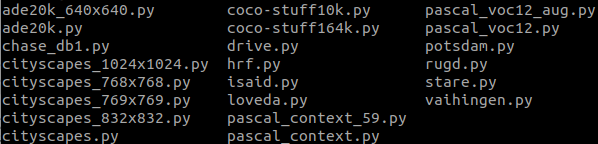 ade20k_640x640.py coco-stuff10k.py pascal_voc12_aug.py
ade20k.py coco-stuff164k.py pascal_voc12.py
chase_db1.py drive.py potsdam.py
cityscapes_1024x1024.py hrf.py rugd.py
cityscapes_768x768.py isaid.py stare.py
cityscapes_769x769.py loveda.py vaihingen.py
cityscapes_832x832.py pascal_context_59.py
cityscapes.py pascal_context.py